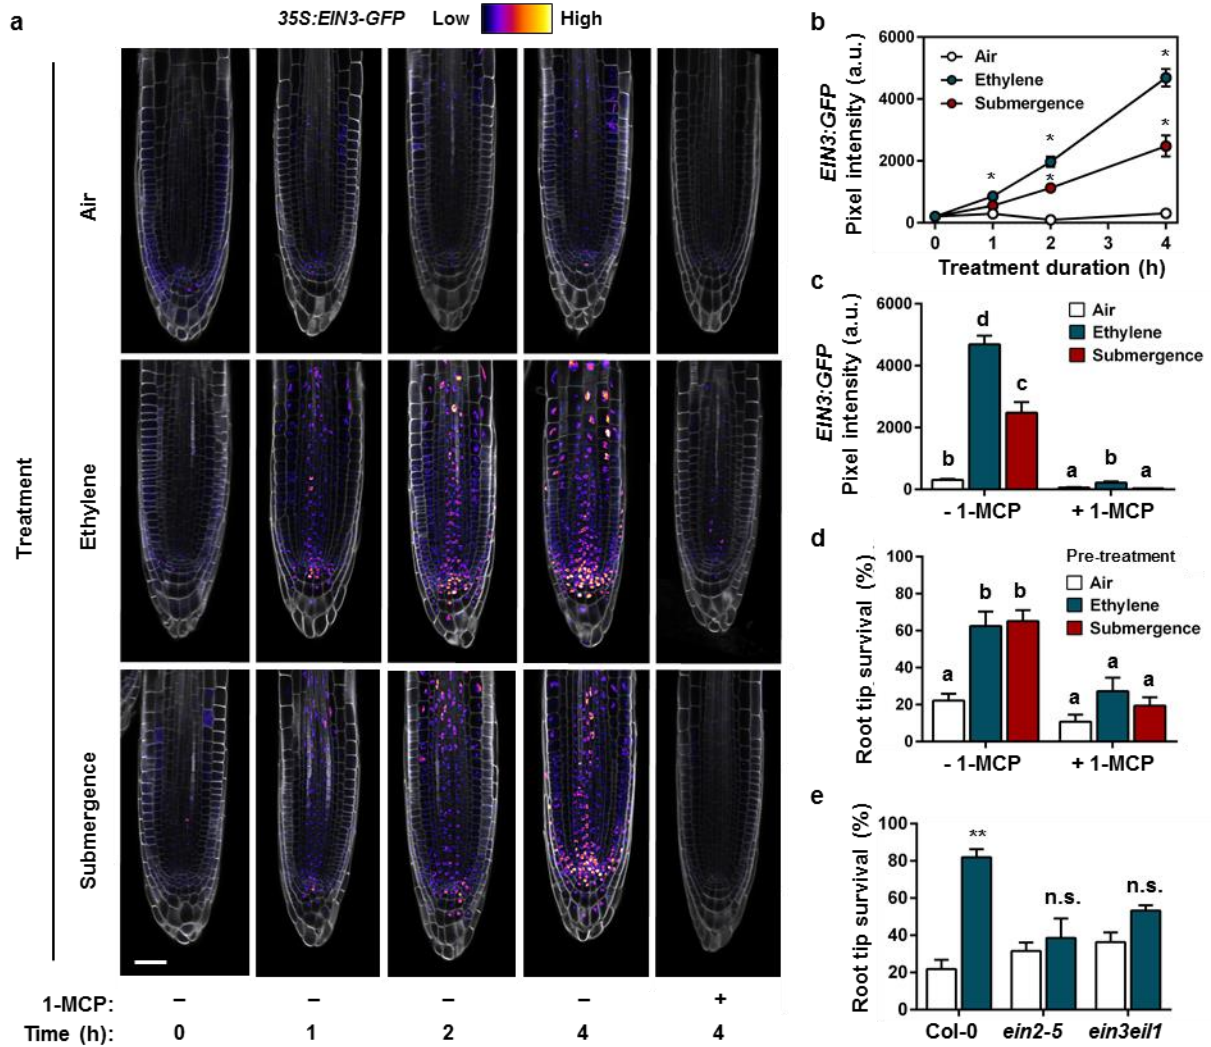 a
35S:EIN3-GFP Low High
Treatment
Air
Ethylene
Submergence
1-MCP: – – – – +
Time (h): 0 1 2 4 4
b
EIN3:GFP
Pixel intensity (a.u.)
6000
4000
2000
0
Air
Ethylene
Submergence
* * * * *
0 1 2 3 4
Treatment duration (h)
c
EIN3:GFP
Pixel intensity (a.u.)
6000
4000
2000
0
Air
Ethylene
Submergence
b d c a b a
- 1-MCP + 1-MCP
d
Root tip survival (%)
100
80
60
40
20
0
Pre-treatment
Air
Ethylene
Submergence
a b b a a a
- 1-MCP + 1-MCP
e
Root tip survival (%)
100
80
60
40
20
0
** n.s. n.s.
Col-0 ein2-5 ein3eil1